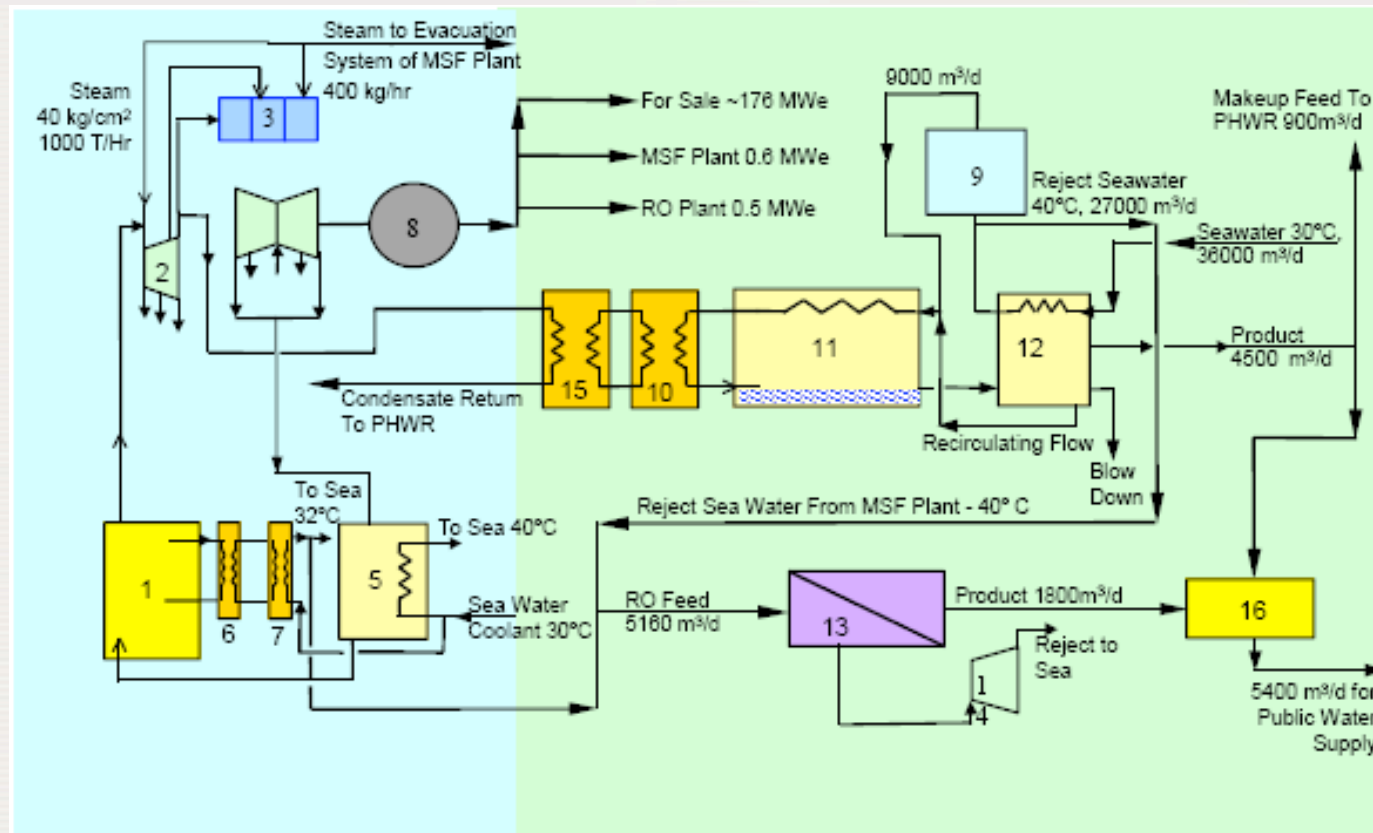 Steam to Evacuation
System of MSF Plant
400 kg/hr
Steam
40 kg/cm²
1000 T/Hr
3
For Sale ~176 MWe
MSF Plant 0.6 MWe
RO Plant 0.5 MWe
9000 m³/d
Makeup Feed To
PHWR 900m³/d
9
Reject Seawater
40°C, 27000 m³/d
Seawater 30°C,
36000 m³/d
2
8
15
10
11
12
Product
4500 m³/d
Condensate Return
To PHWR
Recirculating Flow
Blow
Down
To Sea
32°C
Reject Sea Water From MSF Plant - 40° C
To Sea 40°C
1
6
7
5
Sea Water
Coolant 30°C
RO Feed
5160 m³/d
13
Product 1800m³/d
16
Reject to
Sea
1
4
5400 m³/d for
Public Water
Supply